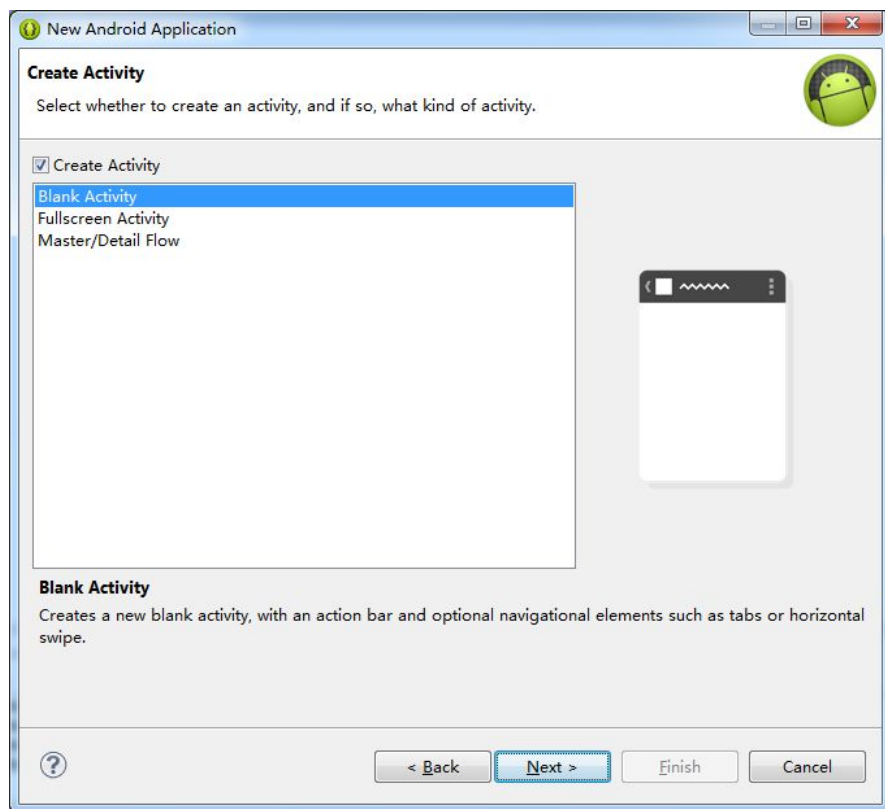 New Android Application
Create Activity
Select whether to create an activity, and if so, what kind of activity.
Create Activity
Blank Activity
Fullscreen Activity
Master/Detail Flow
Blank Activity
Creates a new blank activity, with an action bar and optional navigational elements such as tabs or horizontal
swipe.
?
< Back
Next >
Finish
Cancel